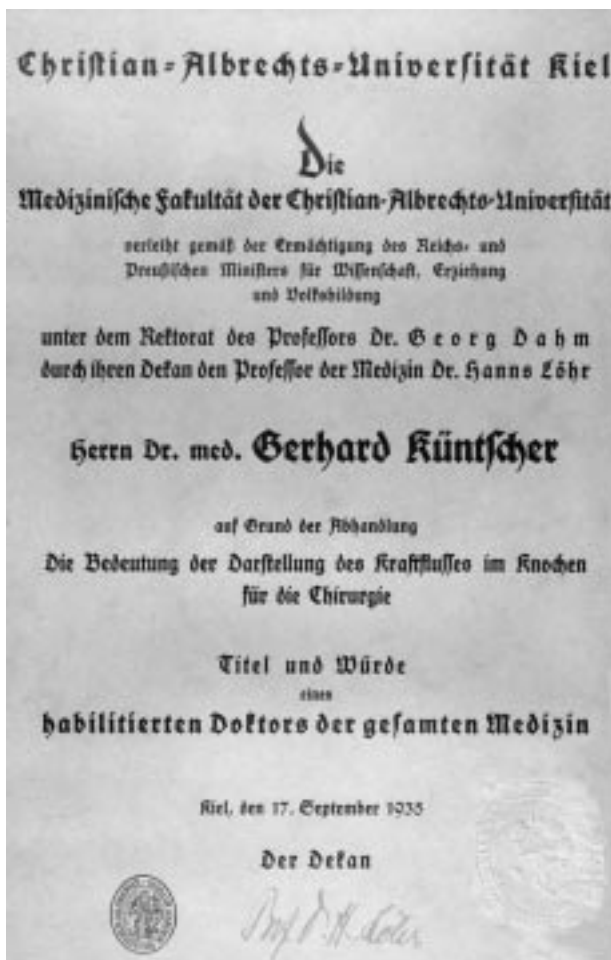 Christian-Albrechts-Universität Kiel
Die
Medizinische Fakultät der Christian-Albrechts-Universität
verleiht gemäß der Ermächtigung des Reichs- und
Preußischen Ministers für Wissenschaft, Erziehung
und Volksbildung
unter dem Rektorat des Professors Dr. Georg Dahm
durch ihren Dekan den Professor der Medizin Dr. Hanns Löhr
Herrn Dr. med. Gerhard Küntscher
auf Grund der Abhandlung
Die Bedeutung der Darstellung des Kraftflusses im Knochen
für die Chirurgie
Titel und Würde
eines
habilitierten Doktors der gesamten Medizin
Kiel, den 17. September 1935
Der Dekan
Prof. Dr. H. Löhr